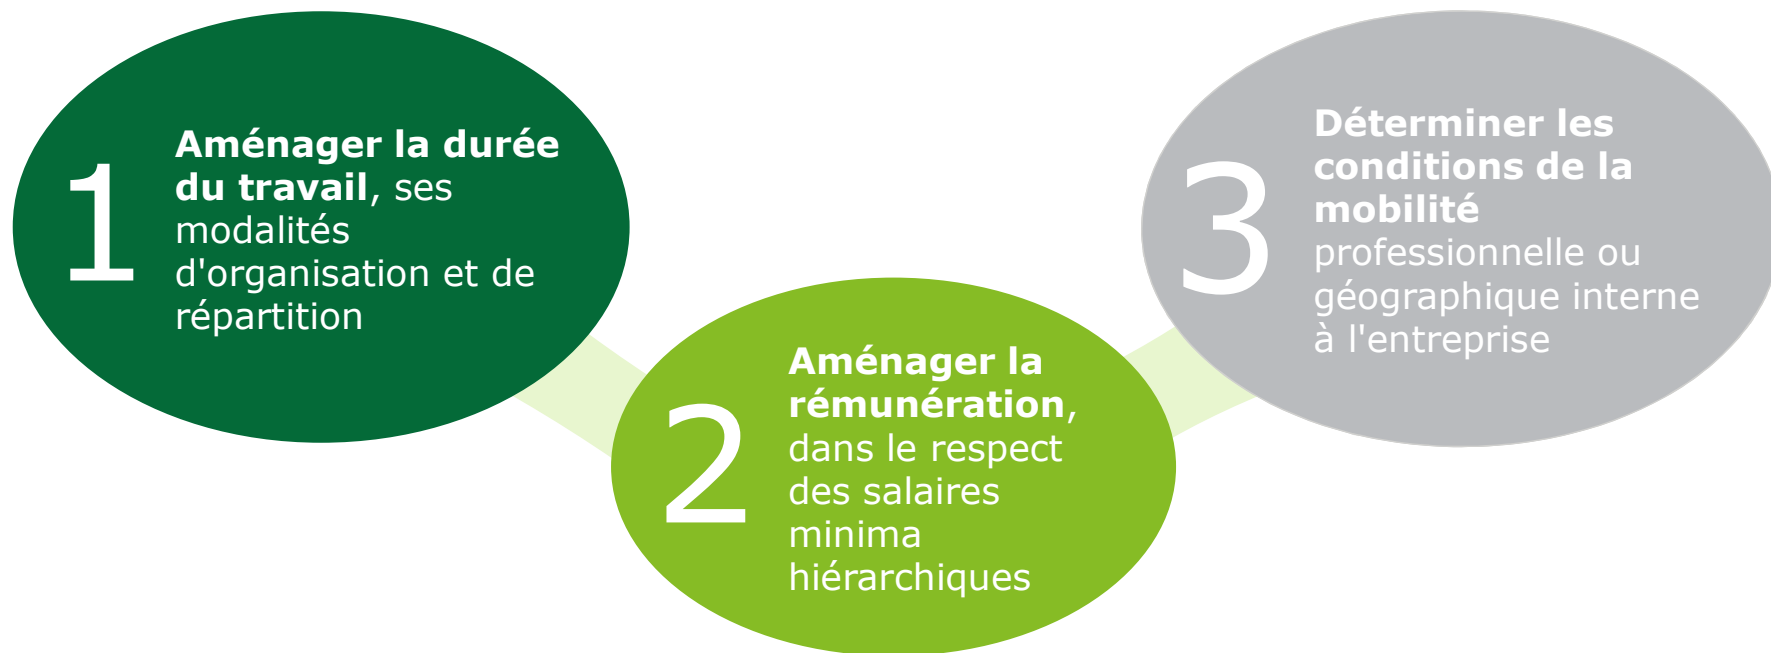 1
Aménager la durée
du travail, ses
modalités
d'organisation et de
répartition
2
Aménager la
rémunération,
dans le respect
des salaires
minima
hiérarchiques
3
Déterminer les
conditions de la
mobilité
professionnelle ou
géographique interne
à l'entreprise